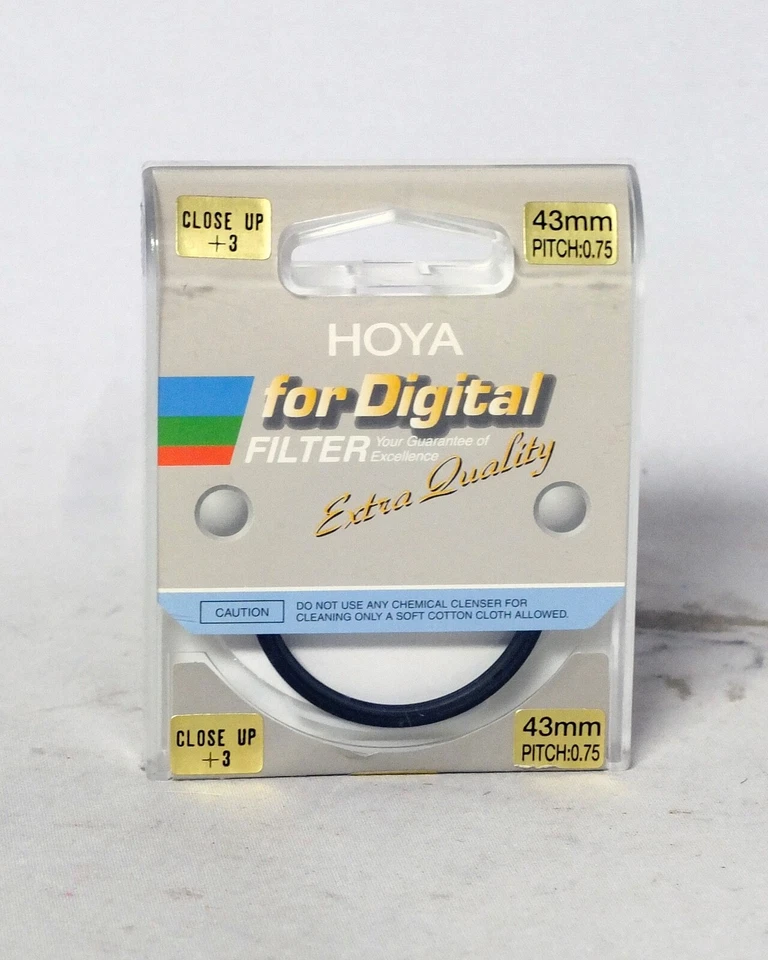 CLOSE UP
+3
43mm
PITCH:0.75
HOYA
for Digital
FILTER
Your Guarantee of
Excellence
Extra Quality
CAUTION
DO NOT USE ANY CHEMICAL CLENSER FOR
CLEANING ONLY A SOFT COTTON CLOTH ALLOWED.
CLOSE UP
+3
43mm
PITCH:0.75